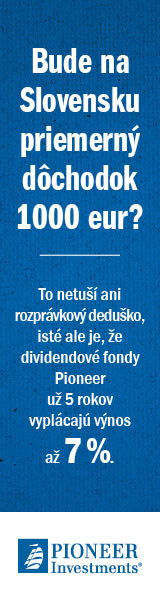 Bude na
Slovensku
priemerný
dôchodok
1000 eur?
To netuší ani
rozprávkový deduško,
isté ale je, že
dividendové fondy
Pioneer
už 5 rokov
vyplácajú výnos
až 7 %.
PIONEER
Investments®